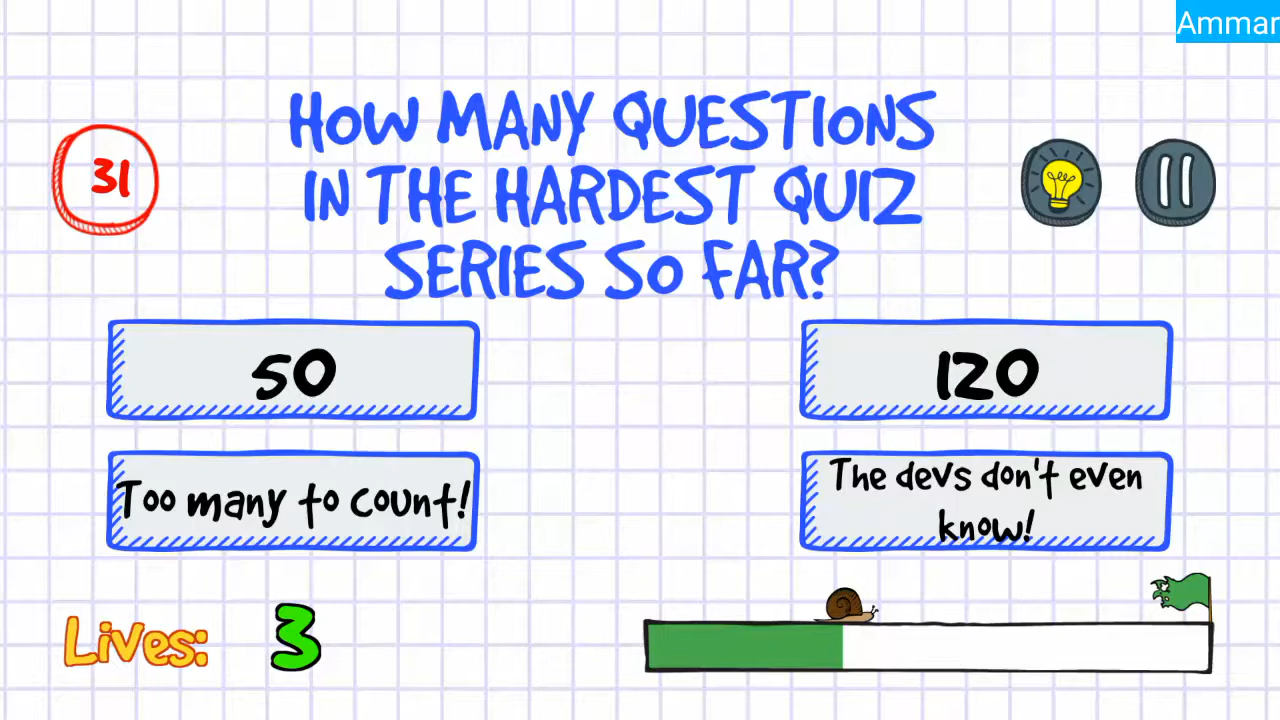 Ammar
31
HOW MANY QUESTIONS
IN THE HARDEST QUIZ
SERIES SO FAR?
50
120
Too many to count!
The devs don't even
know!
Lives: 3